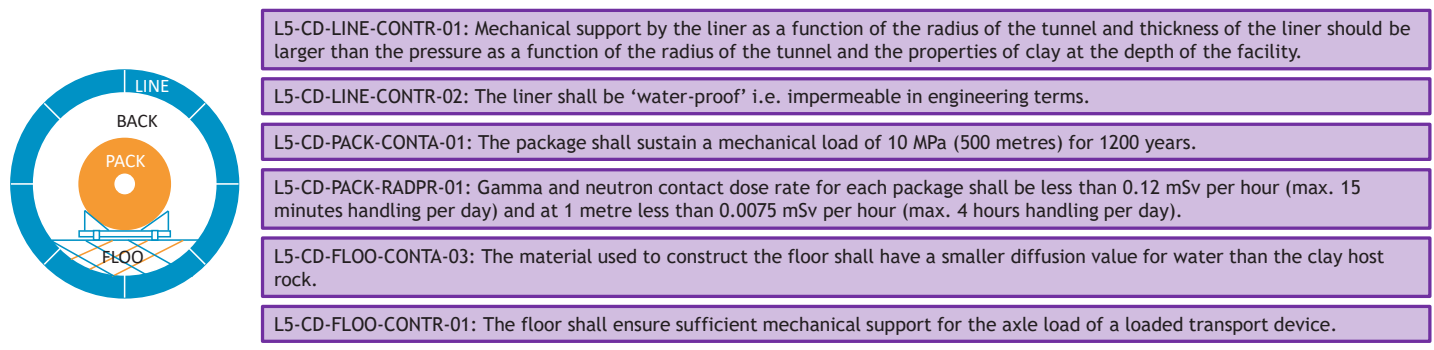 LINE
BACK
PACK
FLOO
L5-CD-LINE-CONTR-01: Mechanical support by the liner as a function of the radius of the tunnel and thickness of the liner should be
larger than the pressure as a function of the radius of the tunnel and the properties of clay at the depth of the facility.
L5-CD-LINE-CONTR-02: The liner shall be ‘water-proof’ i.e. impermeable in engineering terms.
L5-CD-PACK-CONTA-01: The package shall sustain a mechanical load of 10 MPa (500 metres) for 1200 years.
L5-CD-PACK-RADPR-01: Gamma and neutron contact dose rate for each package shall be less than 0.12 mSv per hour (max. 15
minutes handling per day) and at 1 metre less than 0.0075 mSv per hour (max. 4 hours handling per day).
L5-CD-FLOO-CONTA-03: The material used to construct the floor shall have a smaller diffusion value for water than the clay host
rock.
L5-CD-FLOO-CONTR-01: The floor shall ensure sufficient mechanical support for the axle load of a loaded transport device.